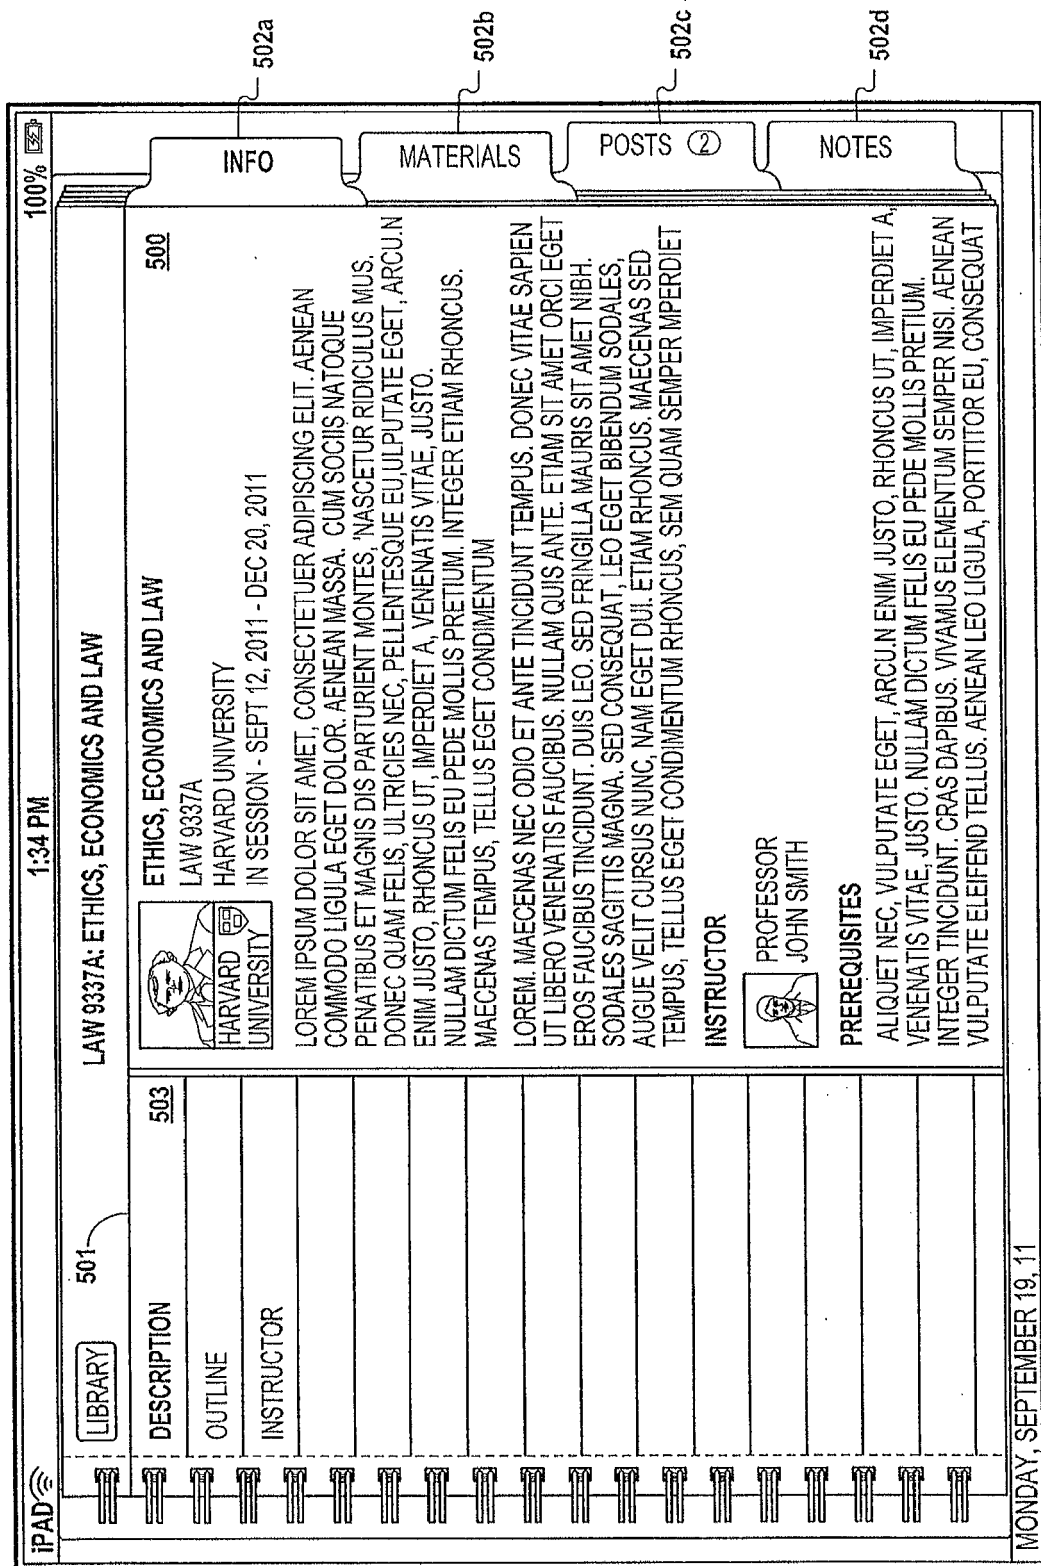 iPAD
1:34 PM
100%
LIBRARY
501
LAW 9337A. ETHICS, ECONOMICS AND LAW
DESCRIPTION
OUTLINE
INSTRUCTOR
503
HARVARD
UNIVERSITY
ETHICS, ECONOMICS AND LAW
LAW 9337A
HARVARD UNIVERSITY
IN SESSION - SEPT 12, 2011 - DEC 20, 2011
500
LOREM IPSUM DOLOR SIT AMET, CONSECTETUER ADIPISCING ELIT. AENEAN
COMMODO LIGULA EGET DOLOR. AENEAN MASSA. CUM SOCIIS NATOQUE
PENATIBUS ET MAGNIS DIS PARTURIENT MONTES, 'NASCETUR RIDICULUS MUS.
DONEC QUAM FELIS, ULTRICIES NEC, PELLENTESQUE EU,ULPUTATE EGET, ARCU.N
ENIM JUSTO, RHONCUS UT, IMPERDIET A, VENENATIS VITAE, JUSTO.
NULLAM DICTUM FELIS EU PEDE MOLLIS PRETIUM. INTEGER ETIAM RHONCUS.
MAECENAS TEMPUS, TELLUS EGET CONDIMENTUM
LOREM. MAECENAS NEC ODIO ET ANTE TINCIDUNT TEMPUS. DONEC VITAE SAPIEN
UT LIBERO VENENATIS FAUCIBUS. NULLAM QUIS ANTE. ETIAM SIT AMET ORCI EGET
EROS FAUCIBUS TINCIDUNT. DUIS LEO. SED FRINGILLA MAURIS SIT AMET NIBH.
SODALES SAGITTIS MAGNA. SED CONSEQUAT, LEO EGET BIBENDUM SODALES,
AUGUE VELIT CURSUS NUNC, NAM EGET DUI. ETIAM RHONCUS. MAECENAS SED
TEMPUS, TELLUS EGET CONDIMENTUM RHONCUS, SEM QUAM SEMPER MPERDIET
INSTRUCTOR
PROFESSOR
JOHN SMITH
PREREQUISITES
ALIQUET NEC, VULPUTATE EGET, ARCU.N ENIM JUSTO, RHONCUS UT, IMPERDIET A,
VENENATIS VITAE, JUSTO. NULLAM DICTUM FELIS EU PEDE MOLLIS PRETIUM.
INTEGER TINCIDUNT. CRAS DAPIBUS. VIVAMUS ELEMENTUM SEMPER NISI. AENEAN
VULPUTATE ELEIFEND TELLUS. AENEAN LEO LIGULA, PORTTITOR EU, CONSEQUAT
INFO
MATERIALS
POSTS 2
NOTES
502a
502b
502c
502d
MONDAY, SEPTEMBER 19, 11